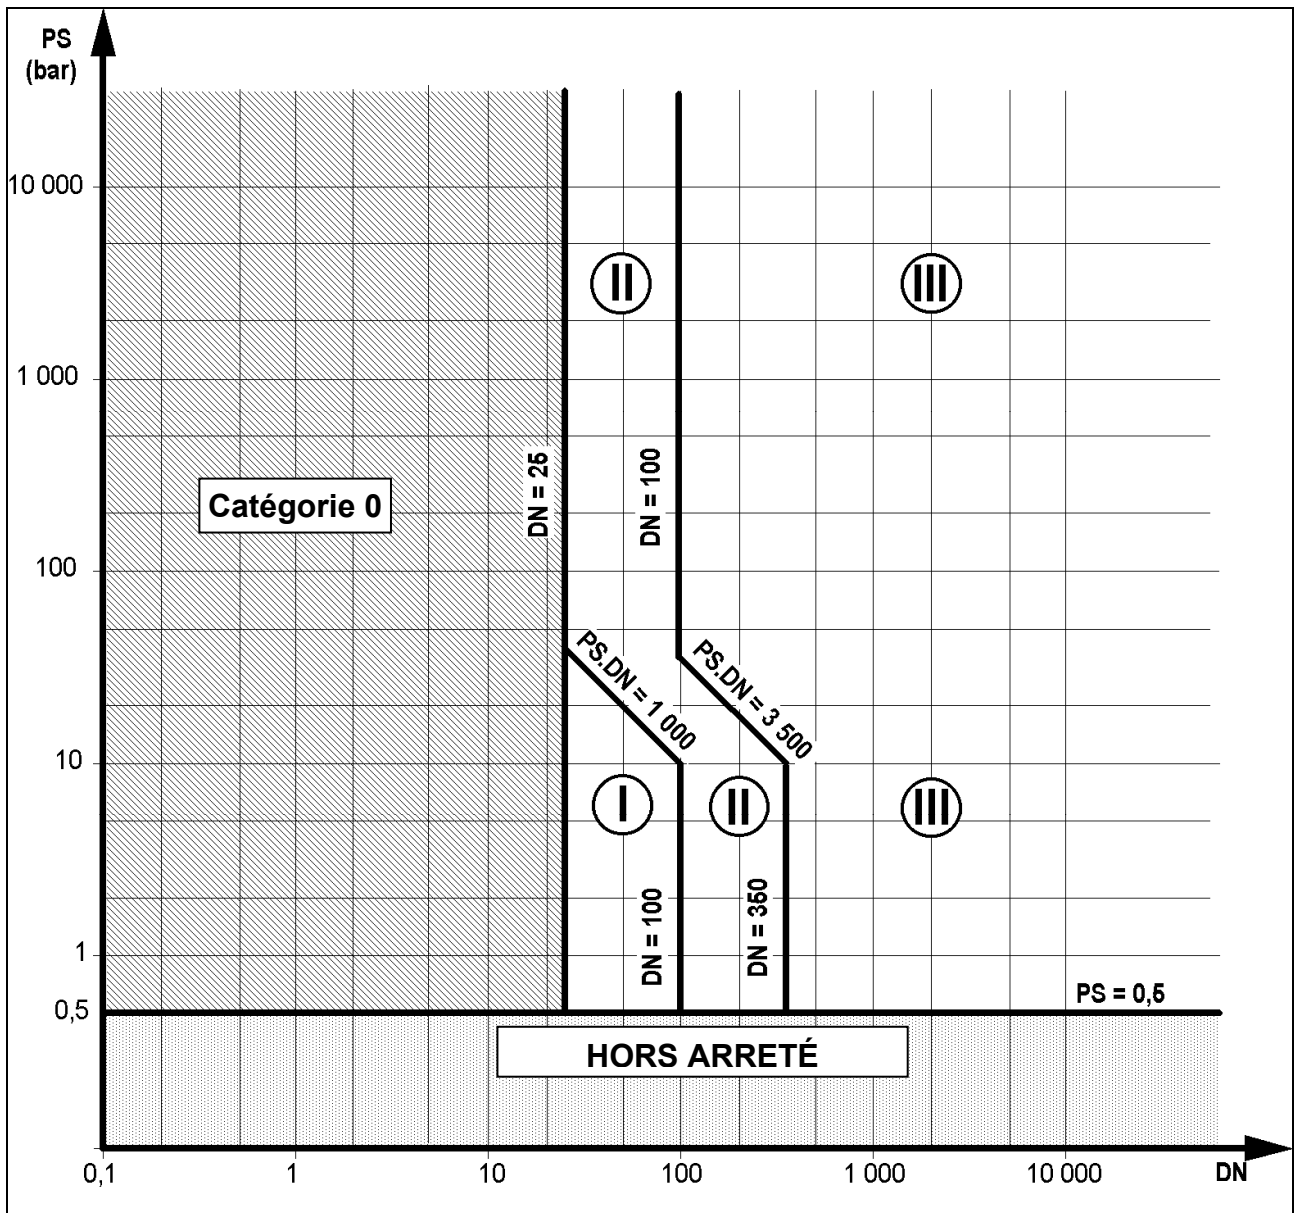 PS
(bar)
10 000
II
III
1 000
DN = 25
DN = 100
Catégorie 0
100
PS.DN = 1 000
PS.DN = 3 500
10
I
II
III
DN = 100
DN = 350
1
PS = 0,5
0,5
HORS ARRETÉ
0,1
1
10
100
1 000
10 000
DN